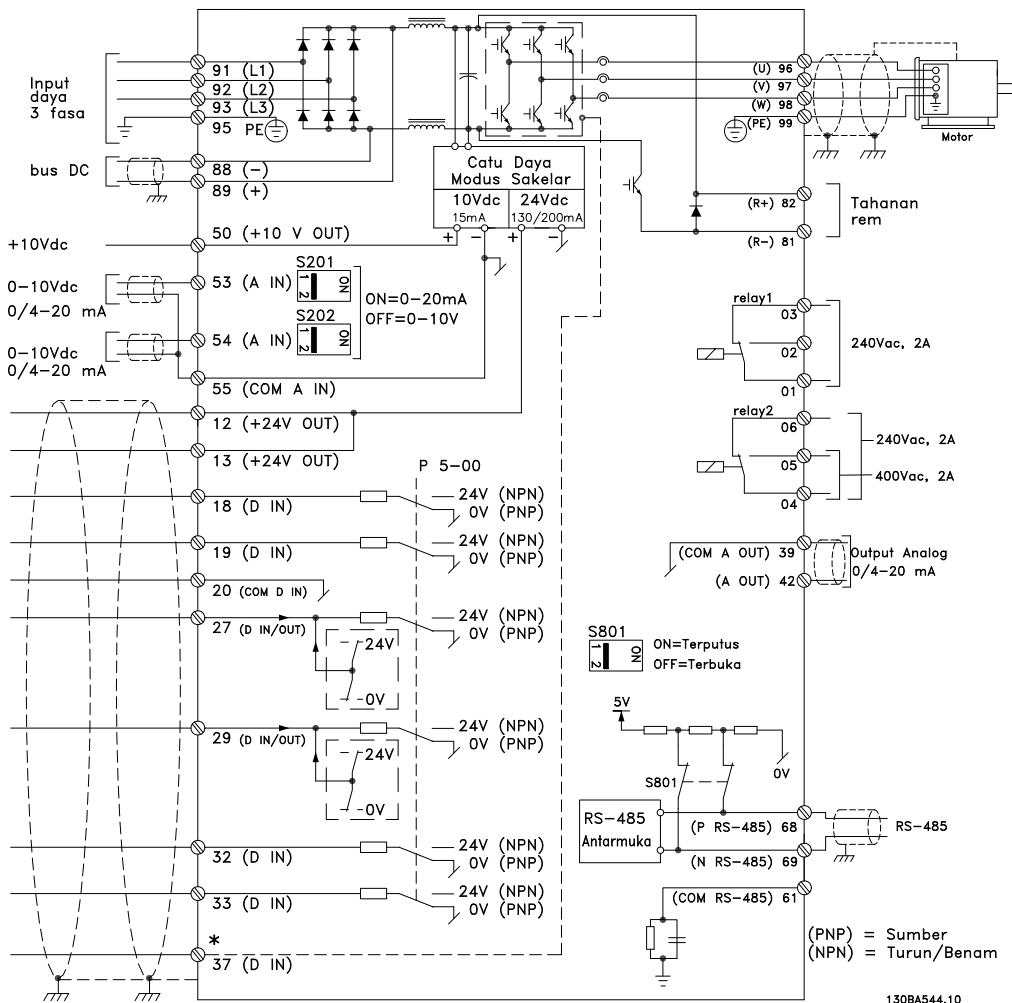 Input
daya
3 fasa
91 (L1)
92 (L2)
93 (L3)
95 PE
bus DC
88 (-)
89 (+)
Catu Daya
Modus Sakelar
10Vdc
15mA
24Vdc
130/200mA
+ - + -
+10Vdc
50 (+10 V OUT)
0-10Vdc
0/4-20 mA
53 (A IN)
S201
1 2 ON
ON=0-20mA
OFF=0-10V
S202
1 2 ON
0-10Vdc
0/4-20 mA
54 (A IN)
55 (COM A IN)
12 (+24V OUT)
13 (+24V OUT)
P 5-00
18 (D IN)
24V (NPN)
0V (PNP)
19 (D IN)
24V (NPN)
0V (PNP)
20 (COM D IN)
27 (D IN/OUT)
24V (NPN)
0V (PNP)
24V
0V
29 (D IN/OUT)
24V (NPN)
0V (PNP)
24V
0V
32 (D IN)
24V (NPN)
0V (PNP)
33 (D IN)
24V (NPN)
0V (PNP)
*
37 (D IN)
(U) 96
(V) 97
(W) 98
(PE) 99
Motor
(R+) 82
Tahanan
rem
(R-) 81
relay1
03
02
240Vac, 2A
01
relay2
06
240Vac, 2A
05
400Vac, 2A
04
(COM A OUT) 39
Output Analog
0/4-20 mA
(A OUT) 42
S801
1 2 ON
ON=Terputus
OFF=Terbuka
5V
0V
S801
RS-485
Antarmuka
(P RS-485) 68
RS-485
(N RS-485) 69
(COM RS-485) 61
(PNP) = Sumber
(NPN) = Turun/Benam
130BA544.10